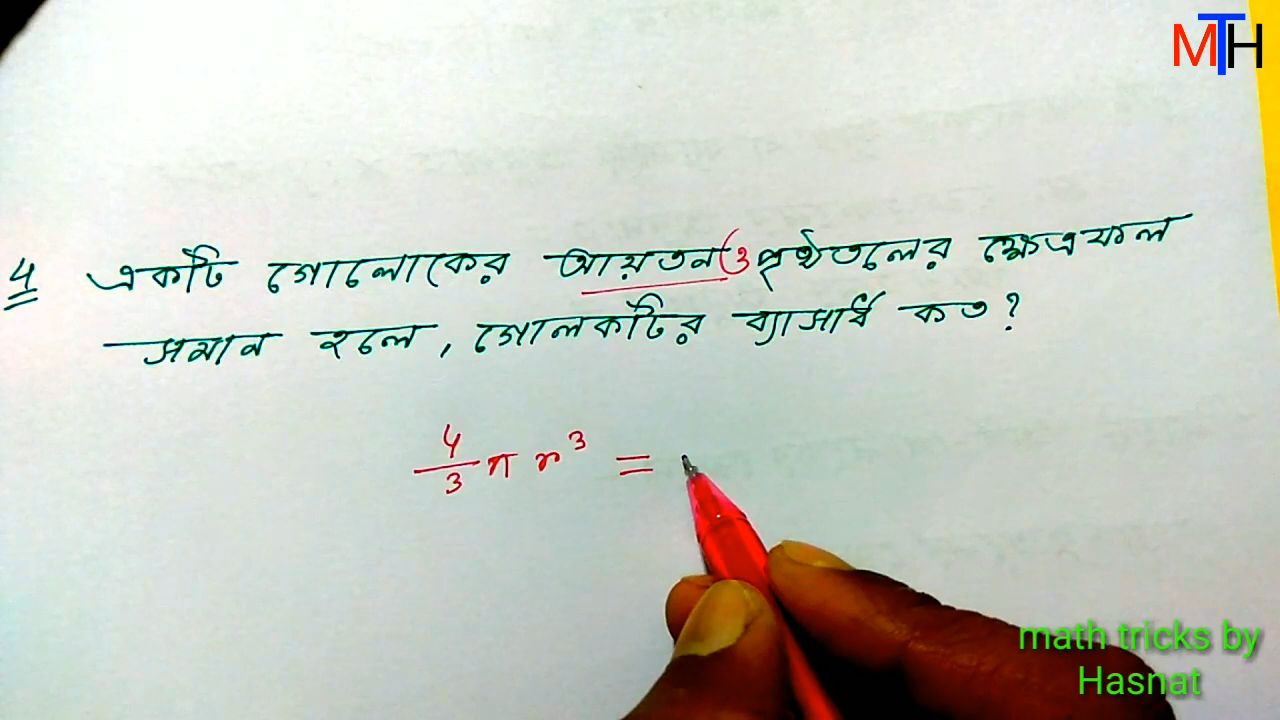 MTH
4 একটি গোলোকের আয়তন ও পৃষ্ঠতলের ক্ষেত্রফল
সমান হলে, গোলকটির ব্যাসার্ধ কত?
4/3 π r³ =
math tricks by
Hasnat